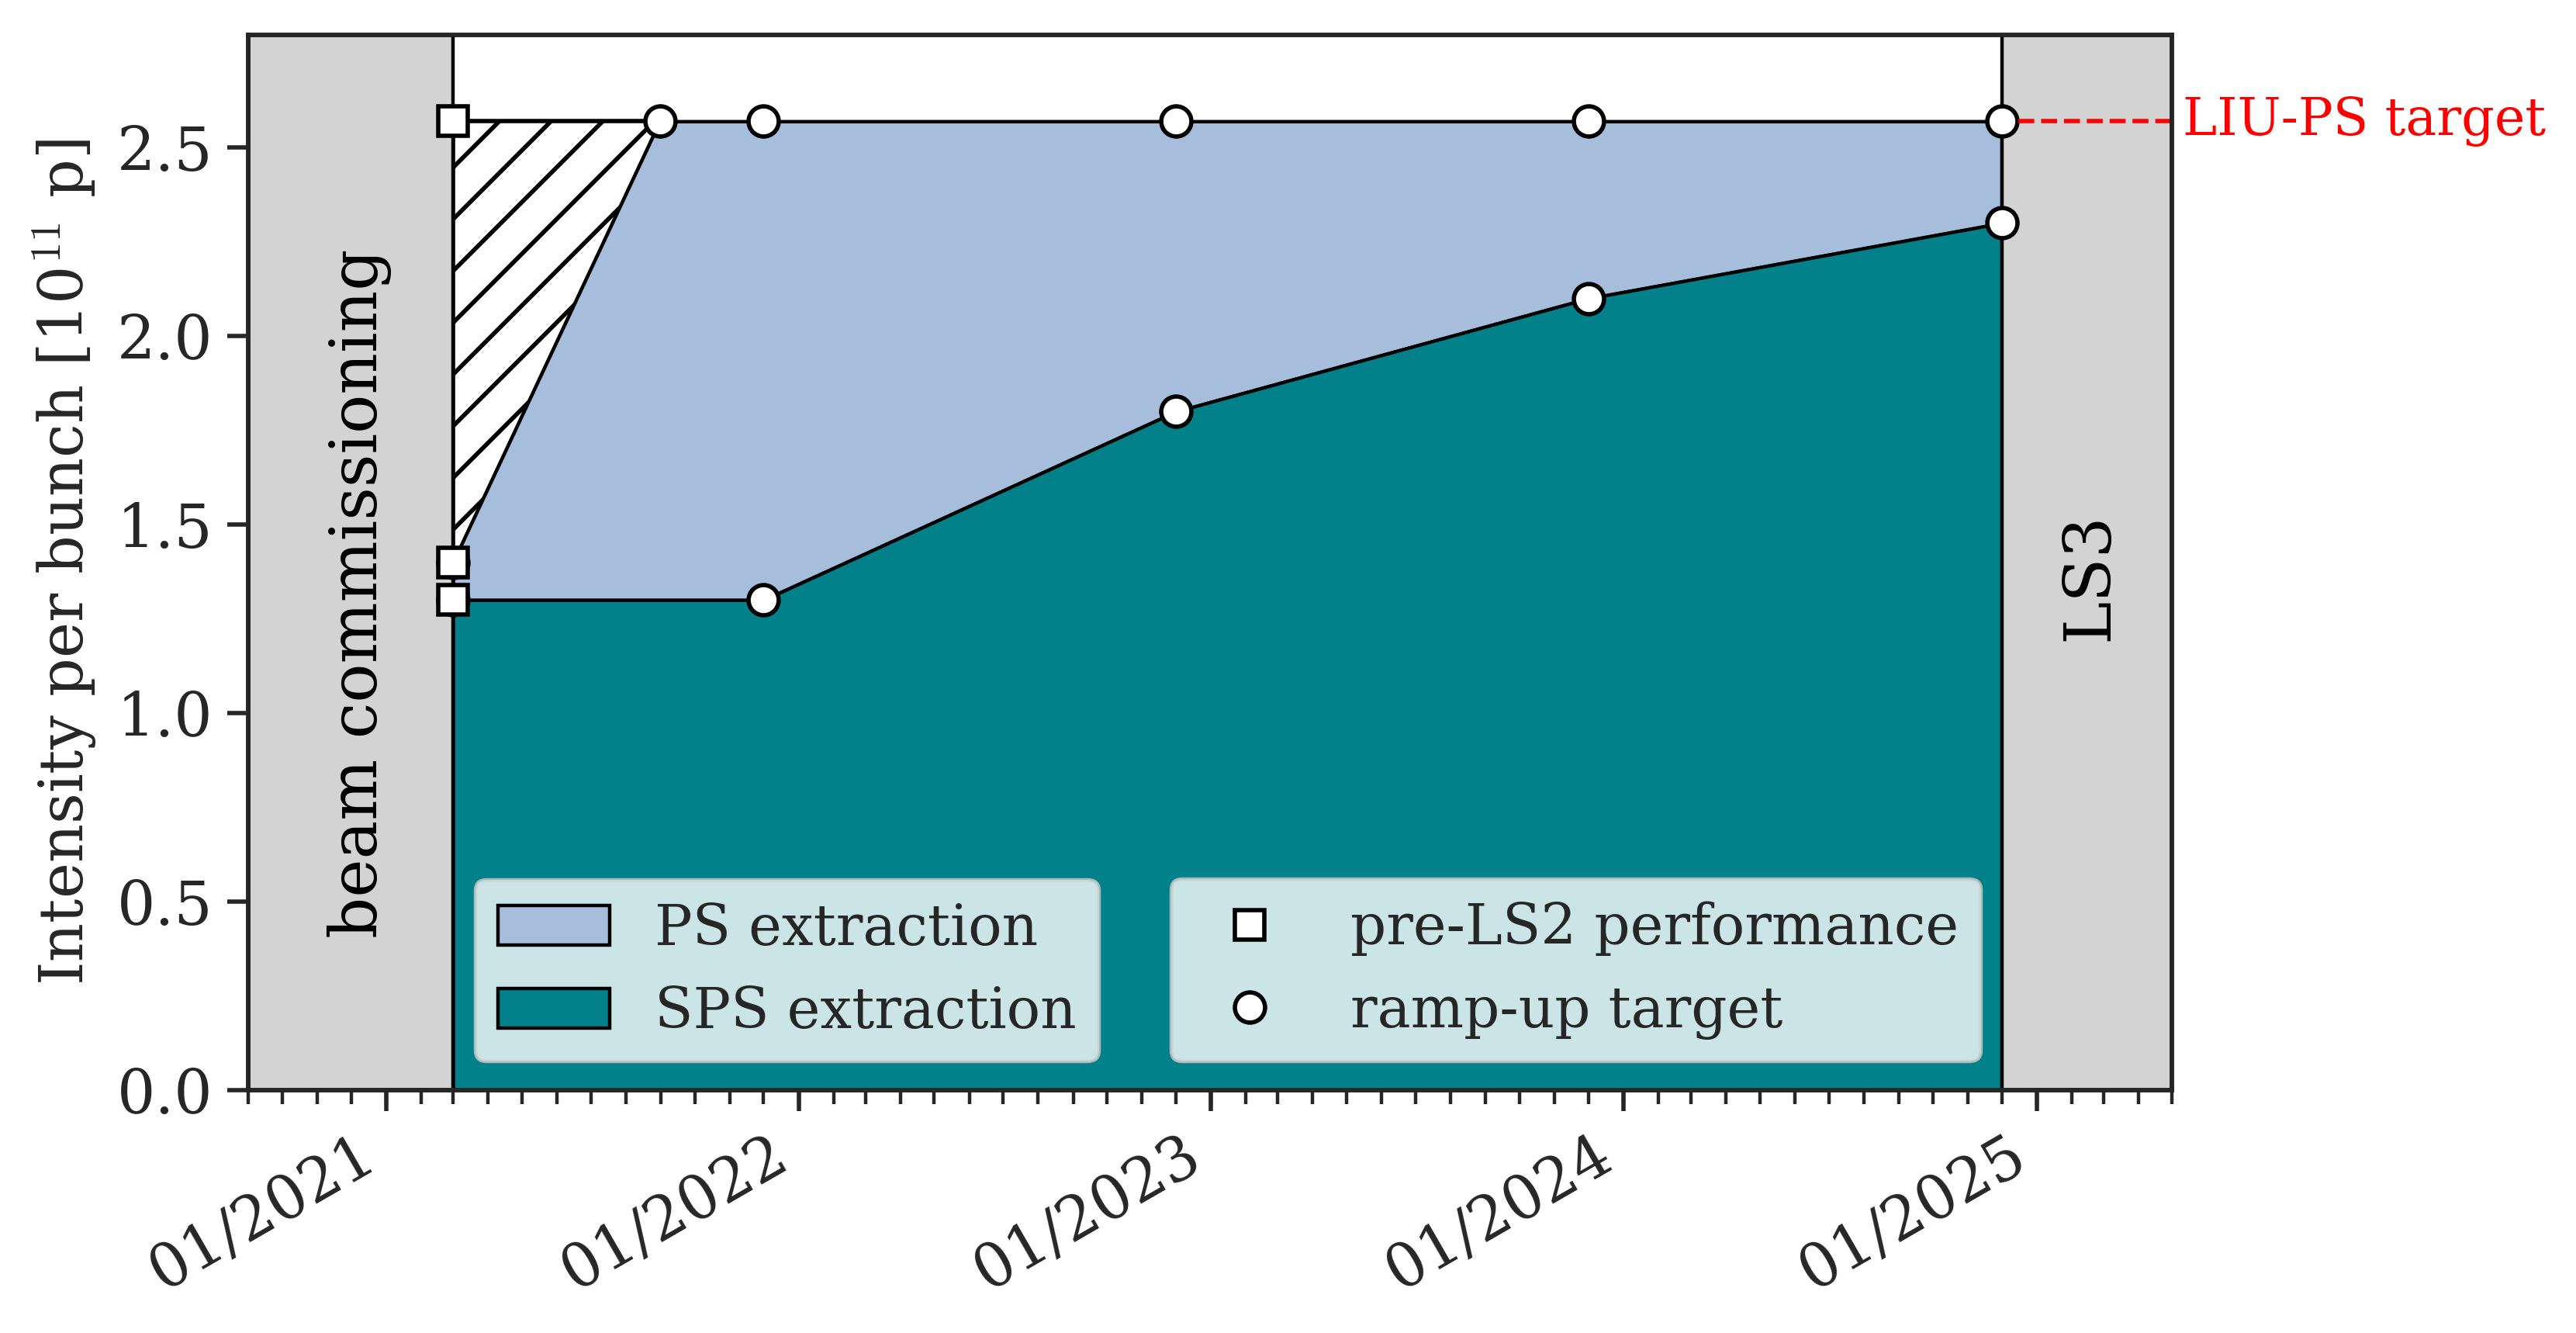 Intensity per bunch [10¹¹ p]
2.5
2.0
1.5
1.0
0.5
0.0
beam commissioning
LS3
LIU-PS target
PS extraction
SPS extraction
pre-LS2 performance
ramp-up target
01/2021
01/2022
01/2023
01/2024
01/2025